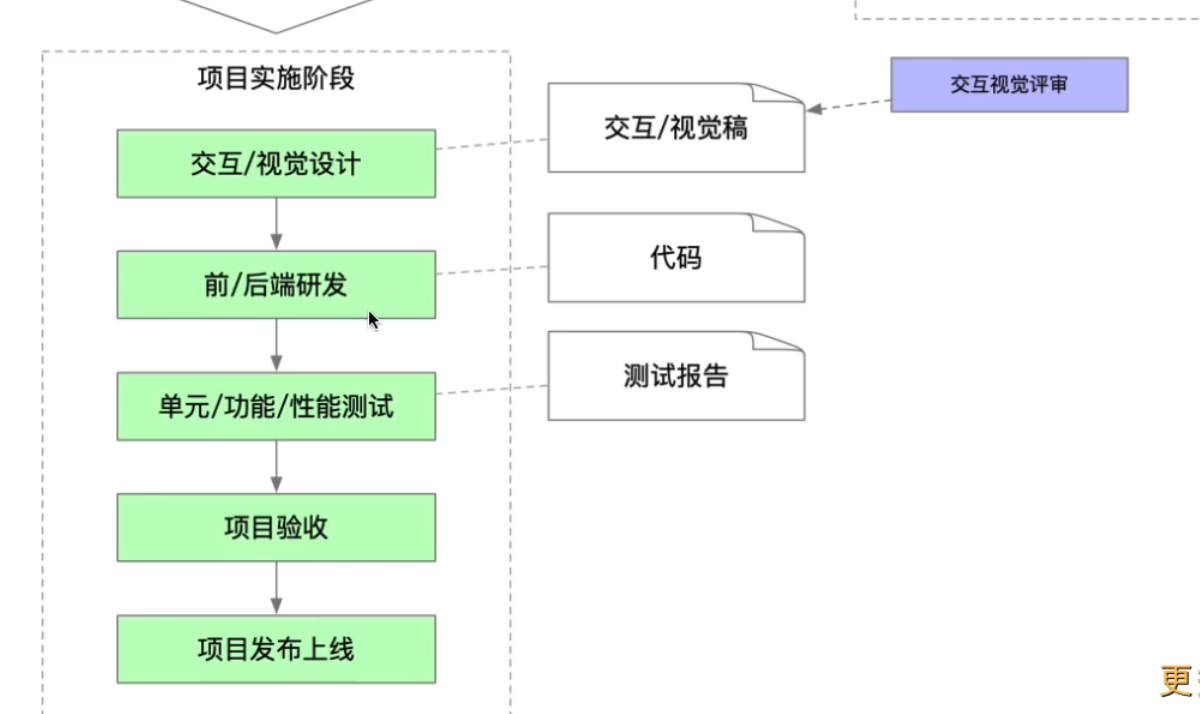 项目实施阶段
交互/视觉设计
交互/视觉稿
交互视觉评审
前/后端研发
代码
单元/功能/性能测试
测试报告
项目验收
项目发布上线
更